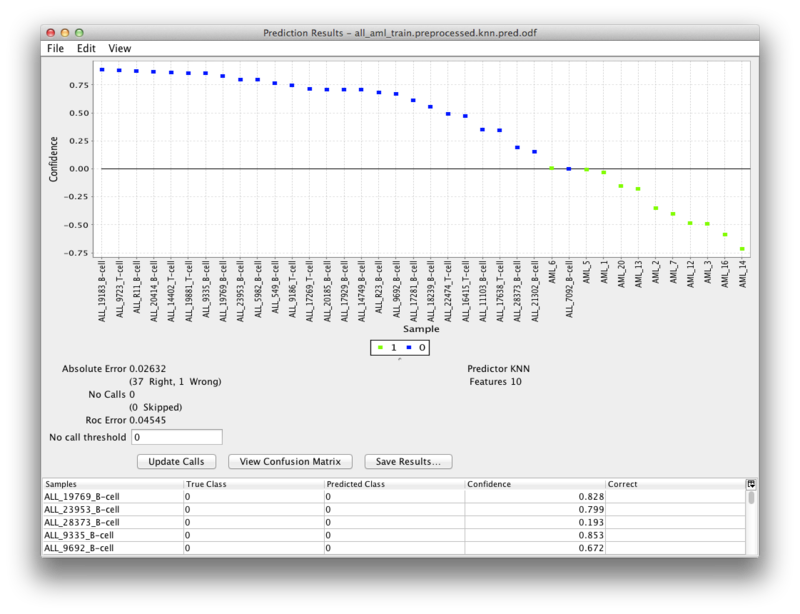 Prediction Results - all_aml_train.preprocessed.knn.pred.odf
File Edit View
0.75
0.50
0.25
0.00
−0.25
−0.50
−0.75
Confidence
ALL_19183_B-cell
ALL_9723_T-cell
ALL_R11_B-cell
ALL_20414_B-cell
ALL_14402_T-cell
ALL_19881_T-cell
ALL_9335_B-cell
ALL_19769_B-cell
ALL_23953_B-cell
ALL_5982_B-cell
ALL_549_B-cell
ALL_9186_T-cell
ALL_17269_T-cell
ALL_20185_B-cell
ALL_17929_B-cell
ALL_14749_B-cell
ALL_R23_B-cell
ALL_9692_B-cell
ALL_17281_B-cell
ALL_18239_B-cell
ALL_22474_T-cell
ALL_16415_T-cell
ALL_11103_B-cell
ALL_17638_T-cell
ALL_28373_B-cell
ALL_21302_B-cell
AML_6
ALL_7092_B-cell
AML_5
AML_1
AML_20
AML_13
AML_2
AML_7
AML_12
AML_3
AML_16
AML_14
Sample
1 0
Absolute Error 0.02632
(37 Right, 1 Wrong)
No Calls 0
(0 Skipped)
Roc Error 0.04545
Predictor KNN
Features 10
No call threshold 0
Update Calls View Confusion Matrix Save Results...
Samples True Class Predicted Class Confidence Correct
ALL_19769_B-cell 0 0 0.828
ALL_23953_B-cell 0 0 0.799
ALL_28373_B-cell 0 0 0.193
ALL_9335_B-cell 0 0 0.853
ALL_9692_B-cell 0 0 0.672